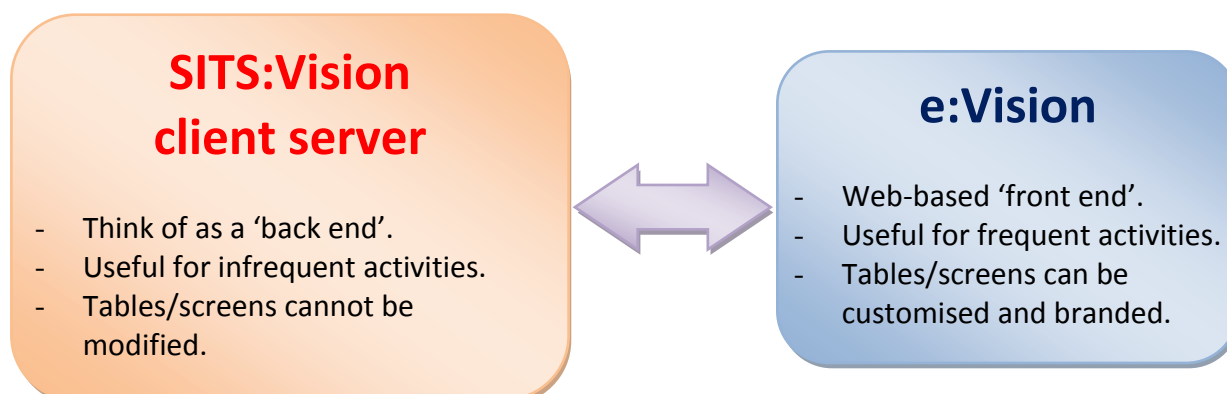 SITS:Vision
client server
- Think of as a ‘back end’.
- Useful for infrequent activities.
- Tables/screens cannot be
modified.
e:Vision
- Web-based ‘front end’.
- Useful for frequent activities.
- Tables/screens can be
customised and branded.